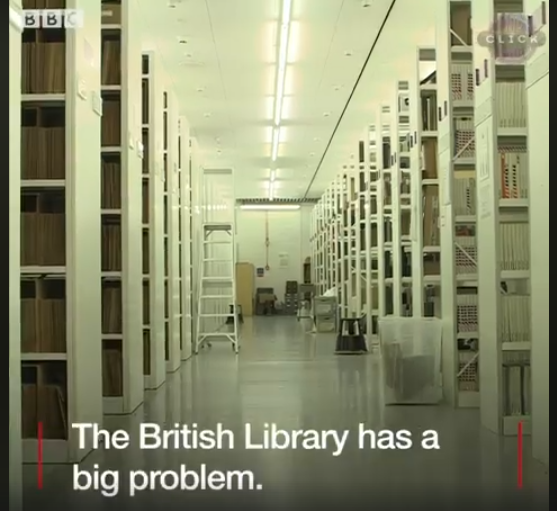 BBC
CLICK
The British Library has a
big problem.